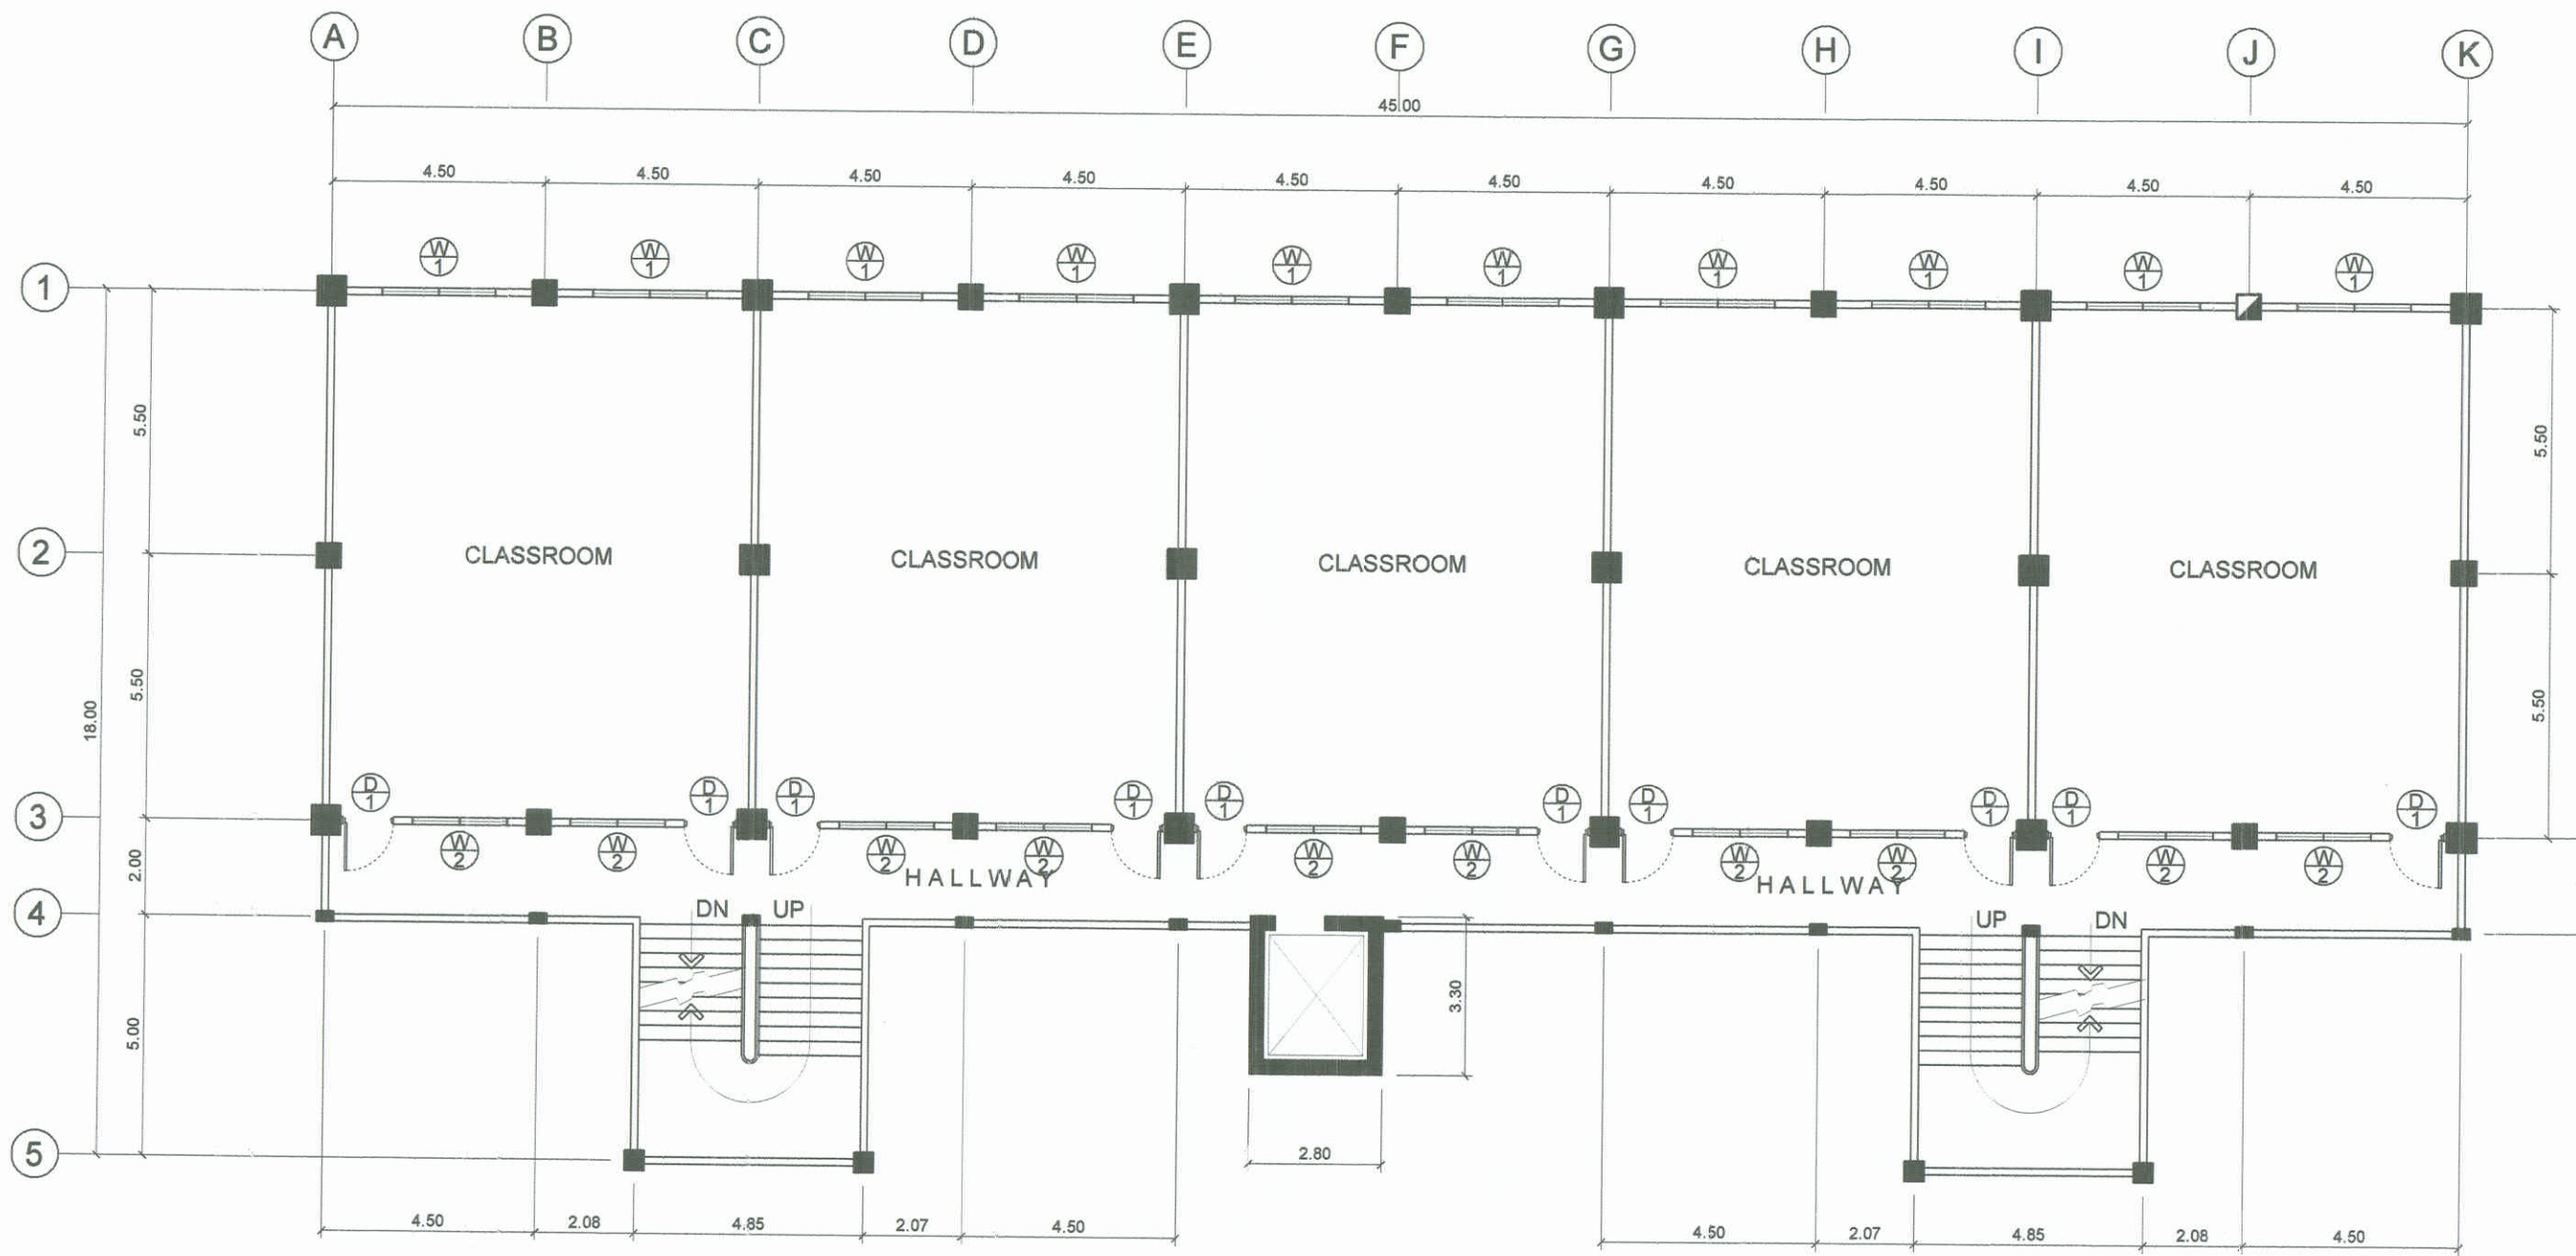 A B C D E F G H I J K
45.00
4.50 4.50 4.50 4.50 4.50 4.50 4.50 4.50 4.50 4.50
W 1 W 1 W 1 W 1 W 1 W 1 W 1 W 1 W 1 W 1
1
5.50 5.50
2
CLASSROOM CLASSROOM CLASSROOM CLASSROOM CLASSROOM
5.50 5.50
18.00
D 1 D 1 D 1 D 1 D 1 D 1 D 1 D 1 D 1 D 1
3
W 2 W 2 W 2 W 2 W 2 W 2 W 2 W 2 W 2 W 2
2.00
HALLWAY HALLWAY
4
DN UP UP DN
3.30
5.00
5
2.80
4.50 2.08 4.85 2.07 4.50 4.50 2.07 4.85 2.08 4.50